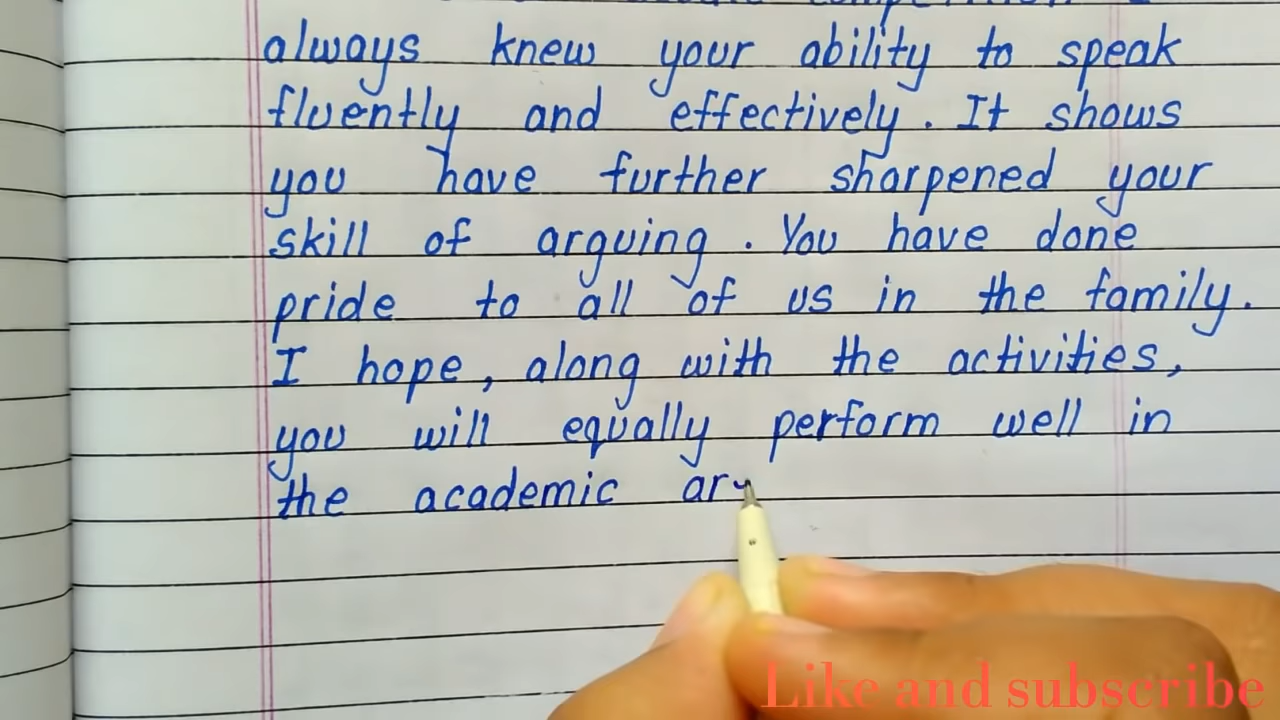 always knew your ability to speak
fluently and effectively. It shows
you have further sharpened your
skill of arguing. You have done
pride to all of us in the family.
I hope, along with the activities,
you will equally perform well in
the academic
Like and subscribe